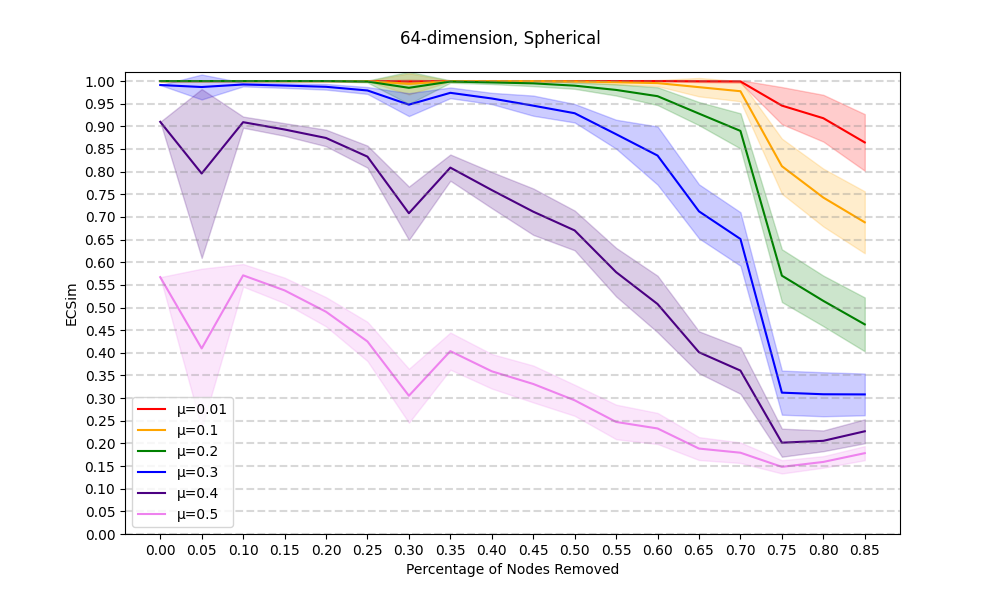 64-dimension, Spherical
ECSim
1.00
0.95
0.90
0.85
0.80
0.75
0.70
0.65
0.60
0.55
0.50
0.45
0.40
0.35
0.30
0.25
0.20
0.15
0.10
0.05
0.00
μ=0.01
μ=0.1
μ=0.2
μ=0.3
μ=0.4
μ=0.5
0.00 0.05 0.10 0.15 0.20 0.25 0.30 0.35 0.40 0.45 0.50 0.55 0.60 0.65 0.70 0.75 0.80 0.85
Percentage of Nodes Removed